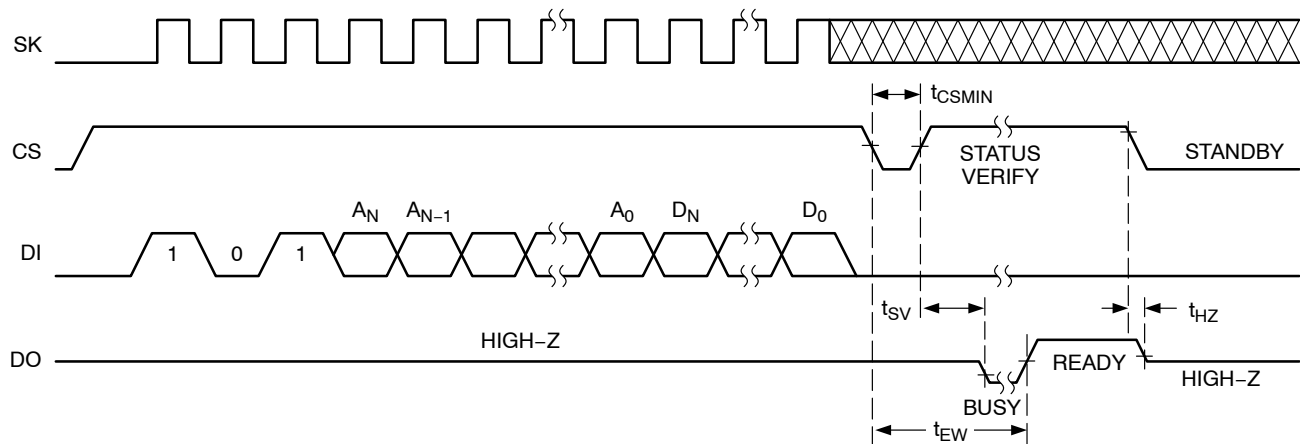 SK
t_CSMIN
CS
STATUS
VERIFY
STANDBY
A_N A_N−1 A_0 D_N D_0
DI
1 0 1
t_SV
t_HZ
HIGH−Z
DO
READY
HIGH−Z
BUSY
t_EW